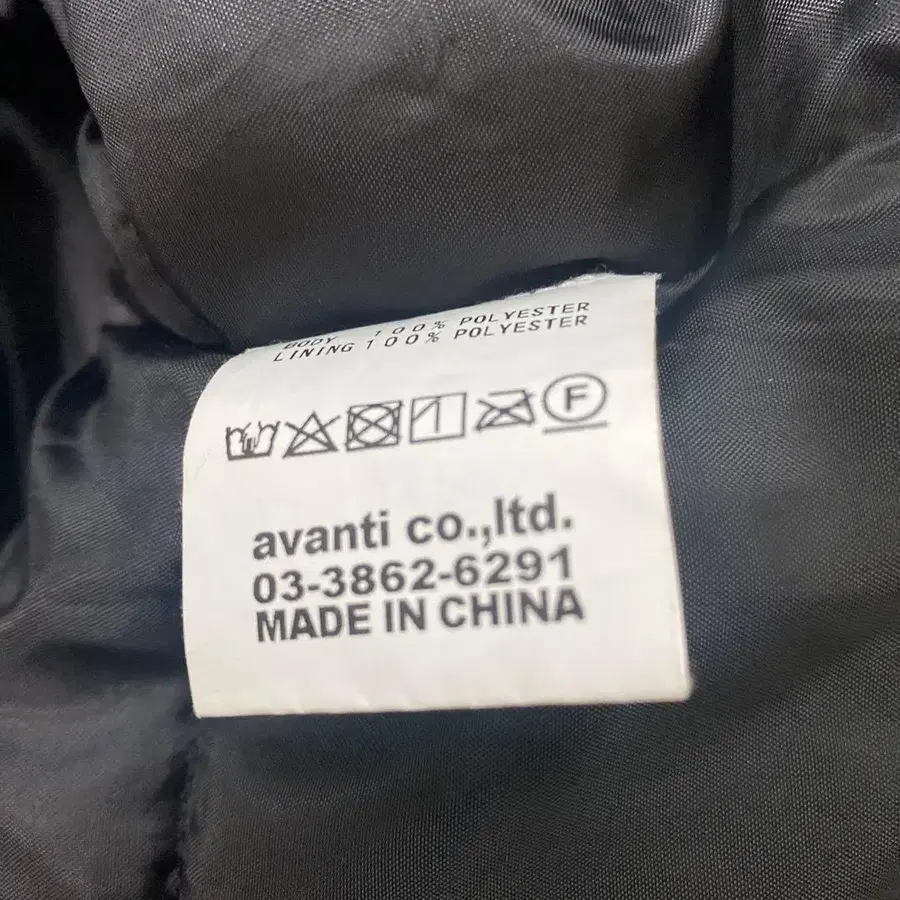 BODY 100% POLYESTER
LINING 100% POLYESTER
F
avanti co.,ltd.
03-3862-6291
MADE IN CHINA